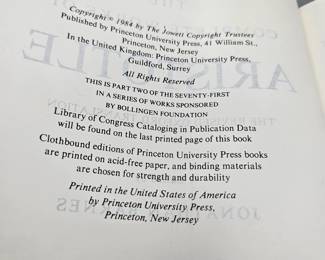 Copyright © 1984 by The Jowett Copyright Trustees
Published by Princeton University Press, 41 William St.,
Princeton, New Jersey
In the United Kingdom: Princeton University Press,
Guildford, Surrey
All Rights Reserved
THIS IS PART TWO OF THE SEVENTY-FIRST
IN A SERIES OF WORKS SPONSORED
BY BOLLINGEN FOUNDATION
Library of Congress Cataloging in Publication Data
will be found on the last printed page of this book
Clothbound editions of Princeton University Press books
are printed on acid-free paper, and binding materials
are chosen for strength and durability
Printed in the United States of America
by Princeton University Press,
Princeton, New Jersey